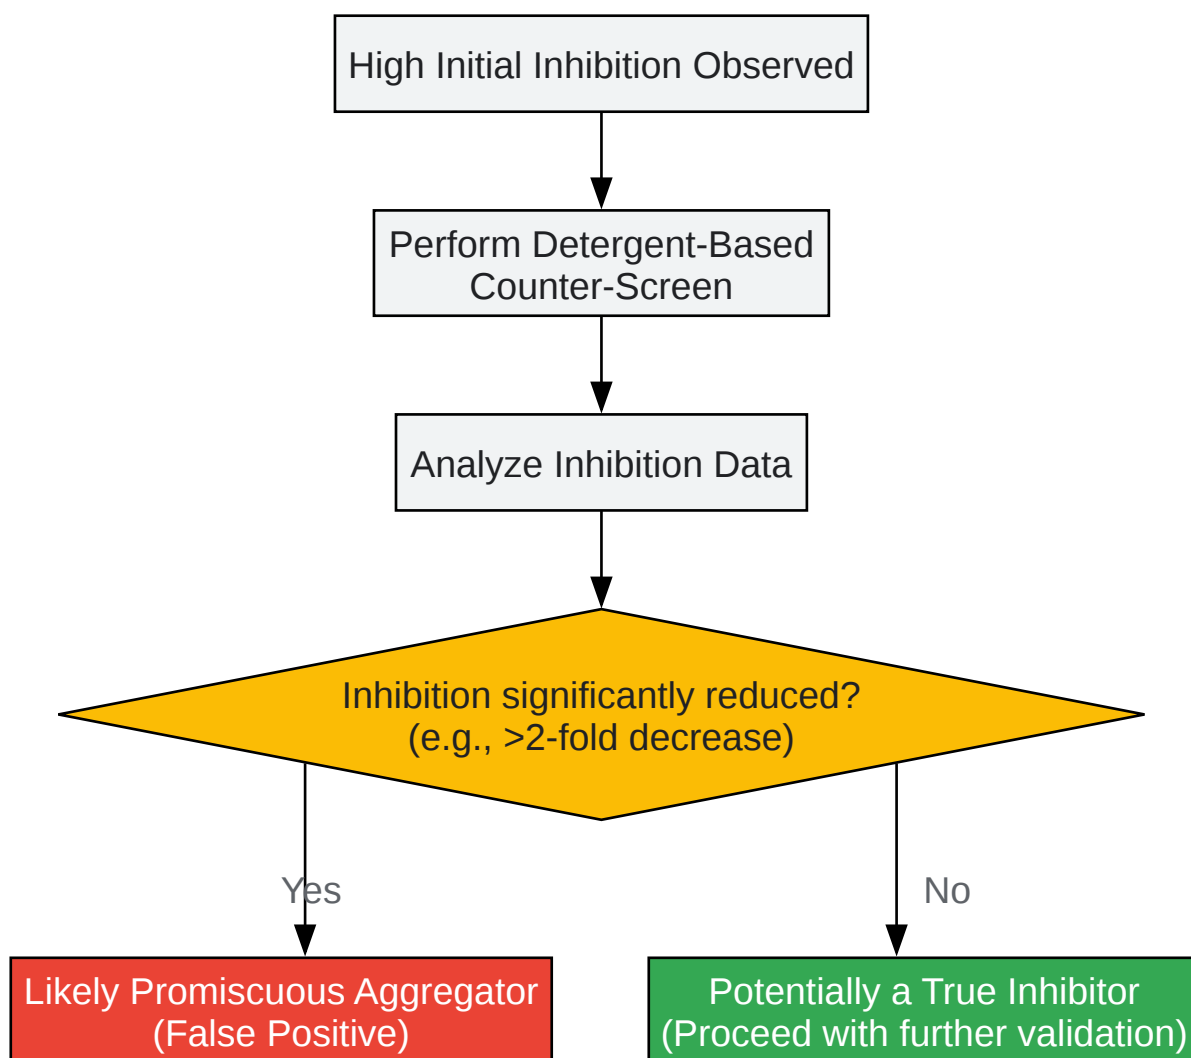 High Initial Inhibition Observed
Perform Detergent-Based
Counter-Screen
Analyze Inhibition Data
Inhibition significantly reduced?
(e.g., >2-fold decrease)
Yes
No
Likely Promiscuous Aggregator
(False Positive)
Potentially a True Inhibitor
(Proceed with further validation)